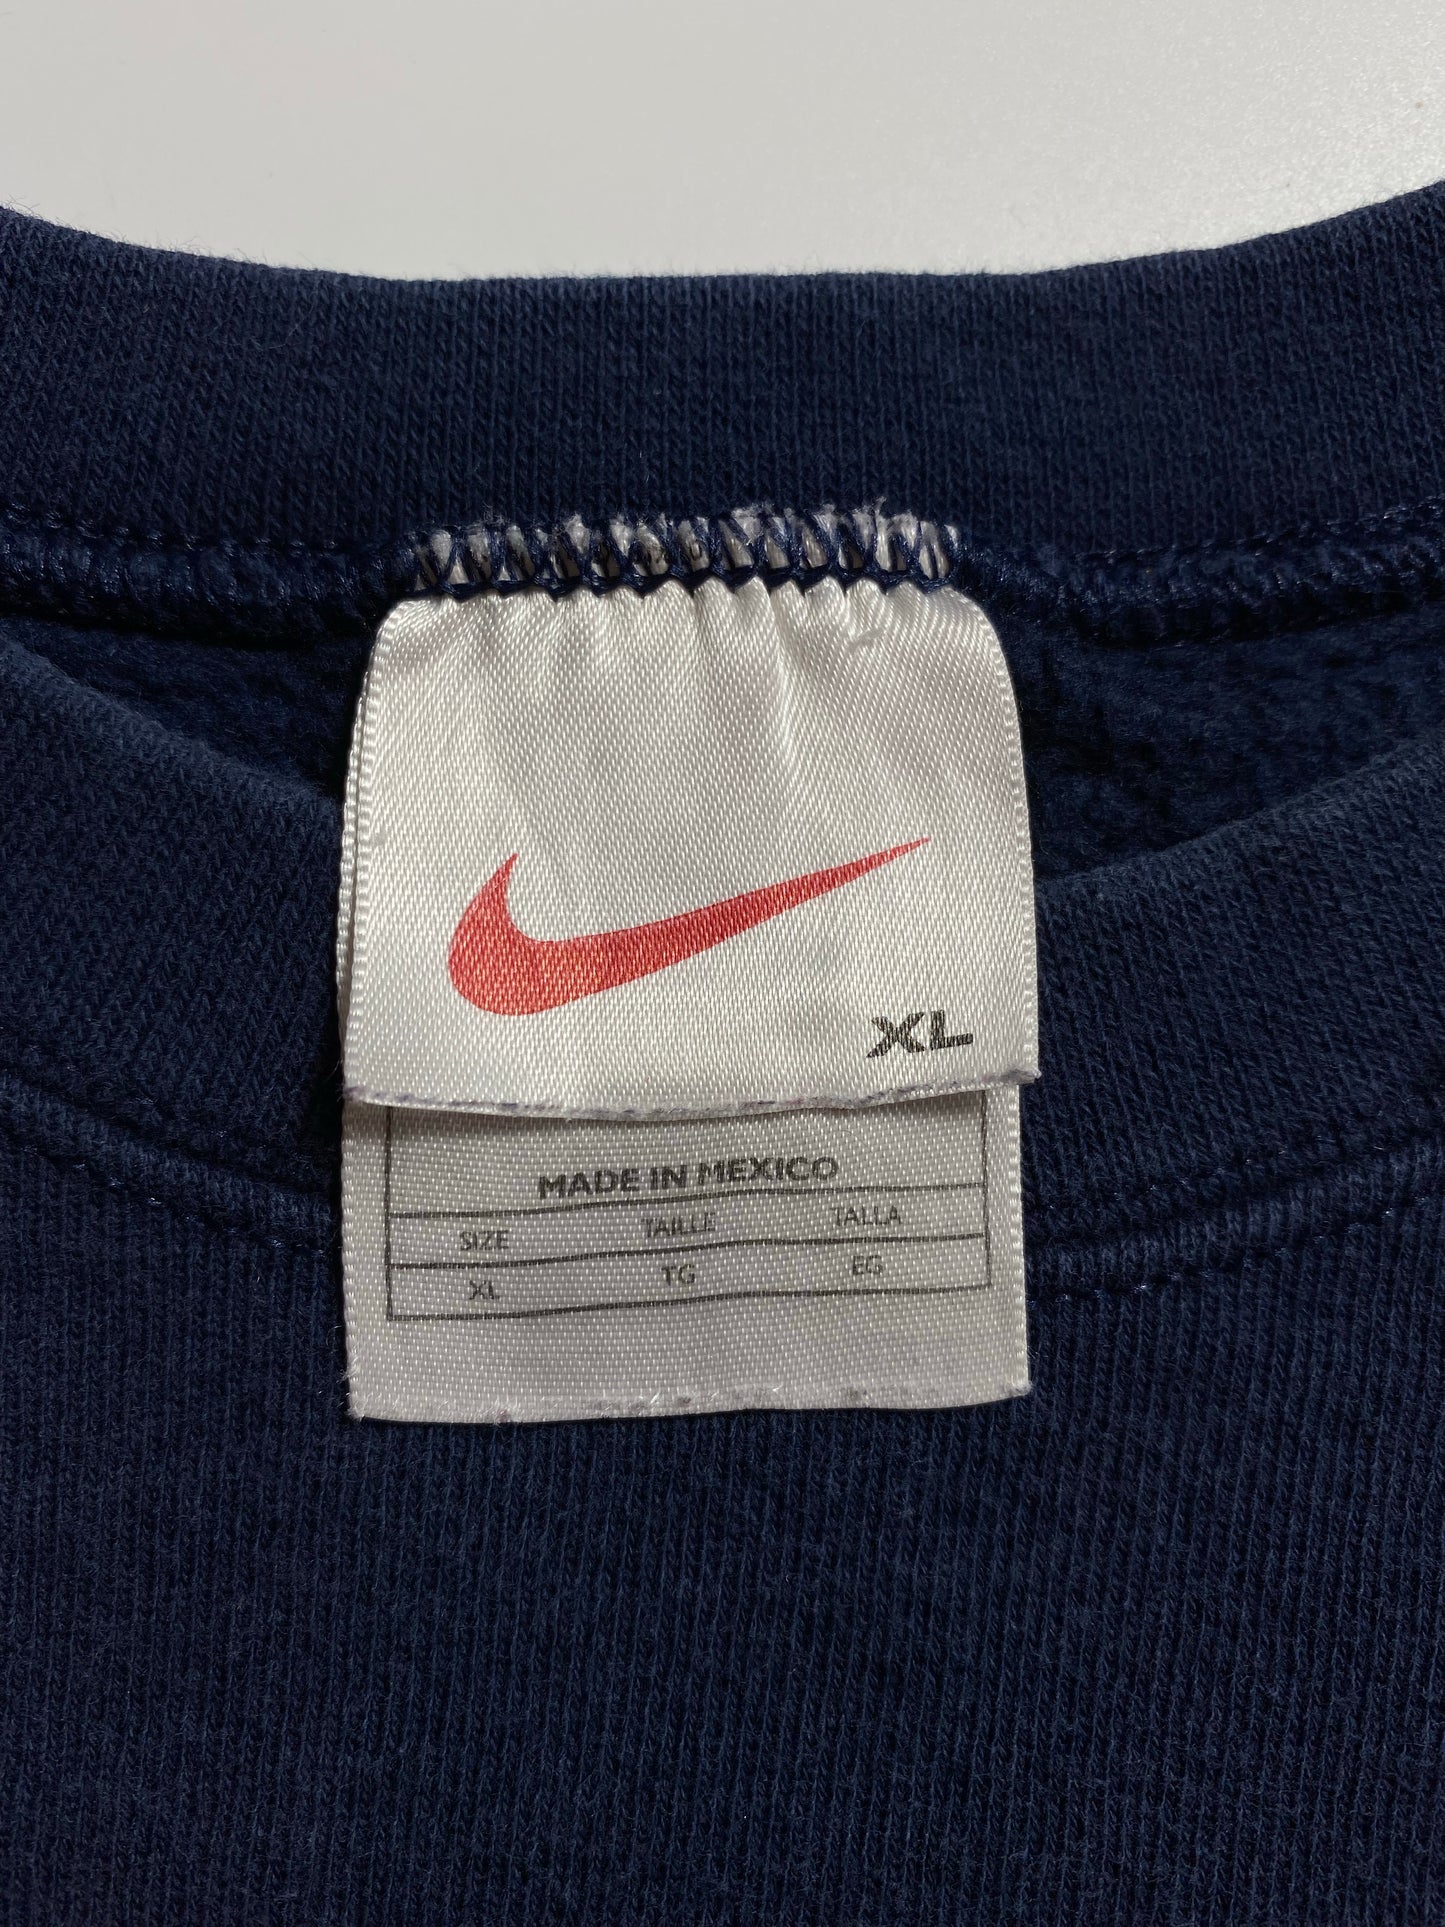 XL
MADE IN MEXICO
SIZE TAILLE TALLA
XL TG EG